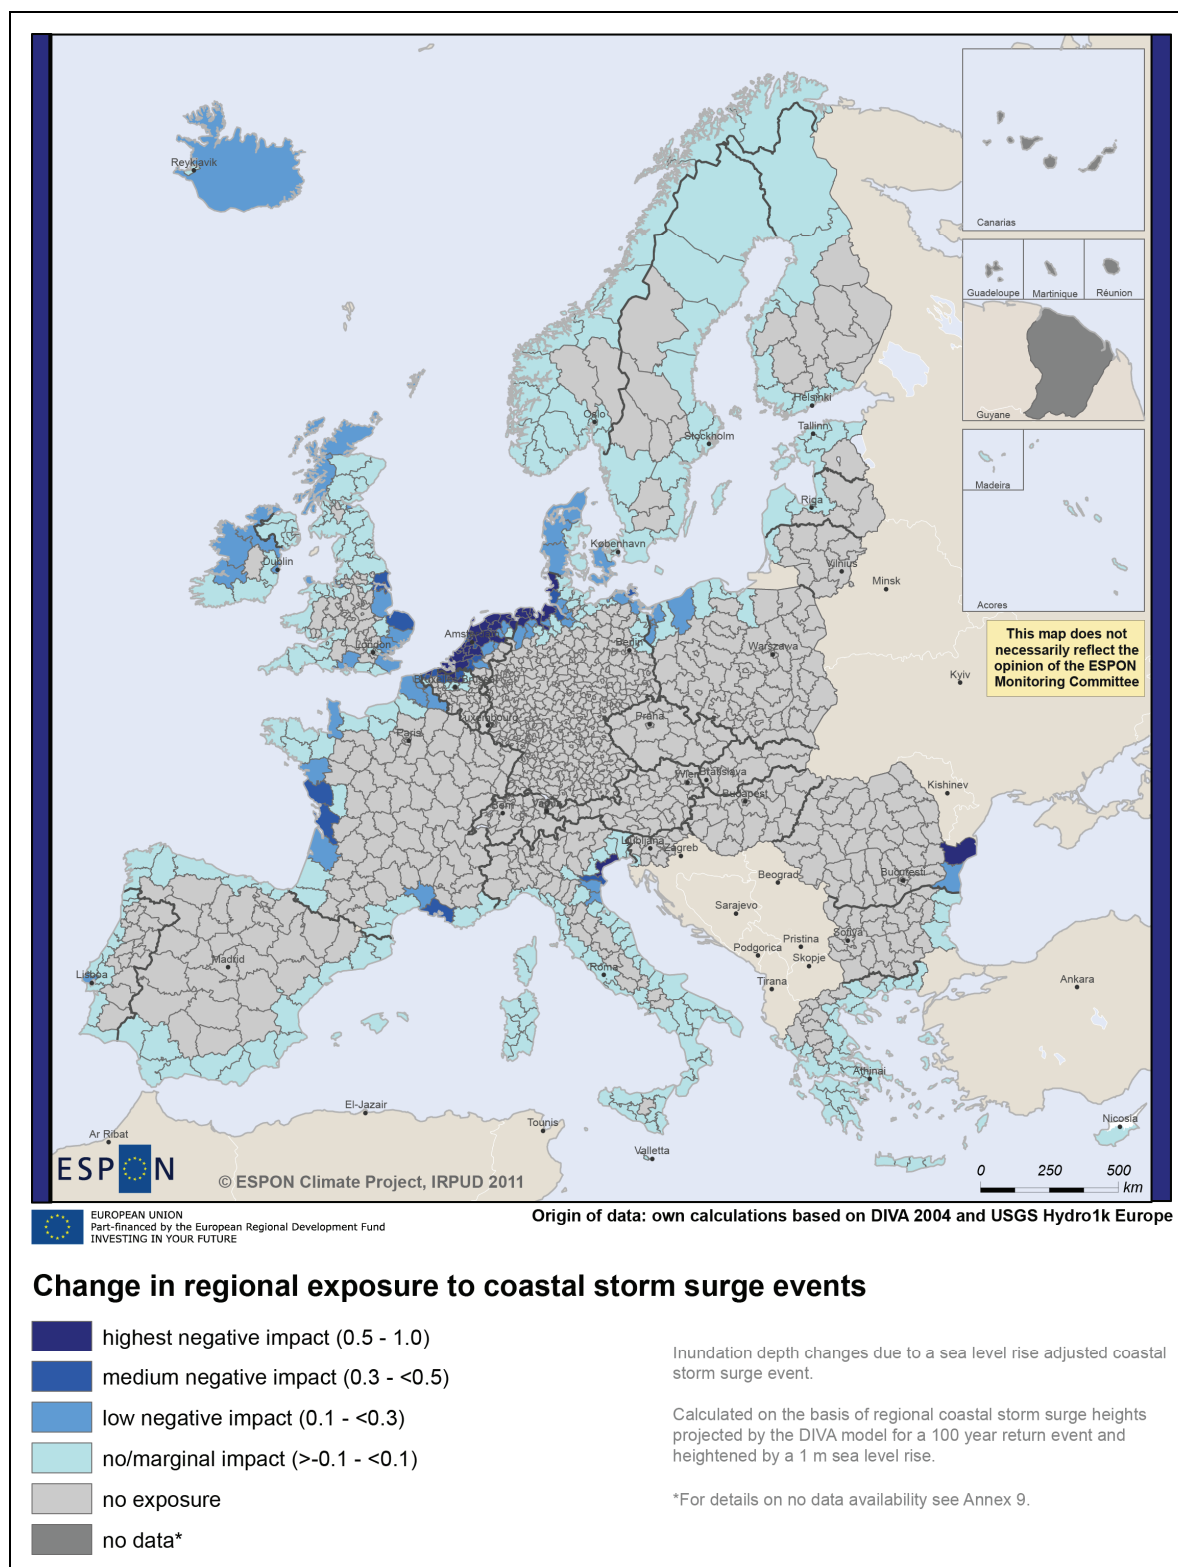 Reykjavik
Canarias
Guadeloupe
Martinique
Réunion
Guyane
Oslo
Helsinki
Tallinn
Stockholm
Madeira
Riga
København
Dublin
Vilnius
Minsk
Acores
This map does not
necessarily reflect the
opinion of the ESPON
Monitoring Committee
London
Berlin
Warszawa
Kyiv
Luxembourg
Paris
Praha
Wien
Bratislava
Budapest
Kishinev
Bern
Ljubljana
Zagreb
Beograd
Bucuresti
Sarajevo
Sofiya
Pristina
Podgorica
Skopje
Madrid
Lisboa
Roma
Tirana
Ankara
Athinai
El-Jazair
Tounis
Nicosia
Ar Ribat
Valletta
ESPON
© ESPON Climate Project, IRPUD 2011
0 250 500
km
EUROPEAN UNION
Part-financed by the European Regional Development Fund
INVESTING IN YOUR FUTURE
Origin of data: own calculations based on DIVA 2004 and USGS Hydro1k Europe
Change in regional exposure to coastal storm surge events
highest negative impact (0.5 - 1.0)
medium negative impact (0.3 - <0.5)
low negative impact (0.1 - <0.3)
no/marginal impact (>-0.1 - <0.1)
no exposure
no data*
Inundation depth changes due to a sea level rise adjusted coastal
storm surge event.
Calculated on the basis of regional coastal storm surge heights
projected by the DIVA model for a 100 year return event and
heightened by a 1 m sea level rise.
*For details on no data availability see Annex 9.